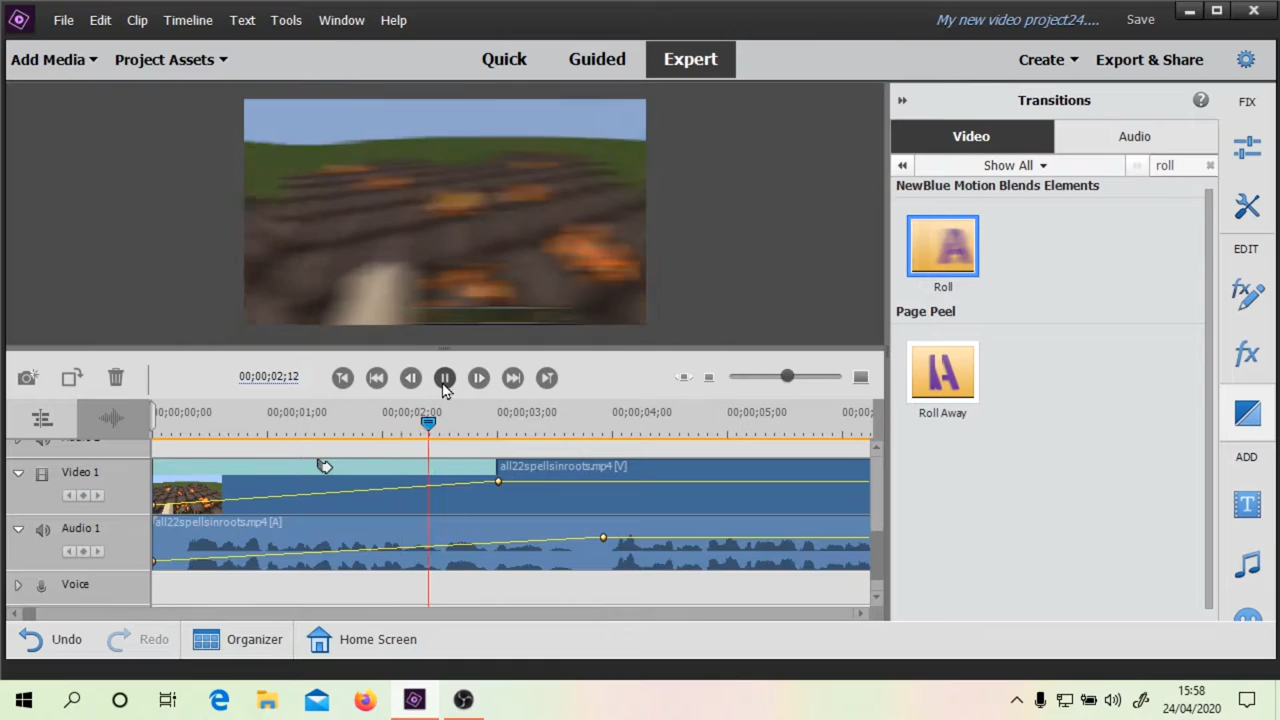 File Edit Clip Timeline Text Tools Window Help
My new video project24.... Save
Add Media Project Assets
Quick Guided Expert
Create Export & Share
Transitions
FIX
Video Audio
Show All
roll
NewBlue Motion Blends Elements
Roll
EDIT
Page Peel
Roll Away
ADD
00;00;02;12
00;00;00;00 00;00;01;00 00;00;02;00 00;00;03;00 00;00;04;00 00;00;05;00
Video 1
all22spellsinroots.mp4 [V]
Audio 1
all22spellsinroots.mp4 [A]
Voice
Undo Redo Organizer Home Screen
15:58
24/04/2020